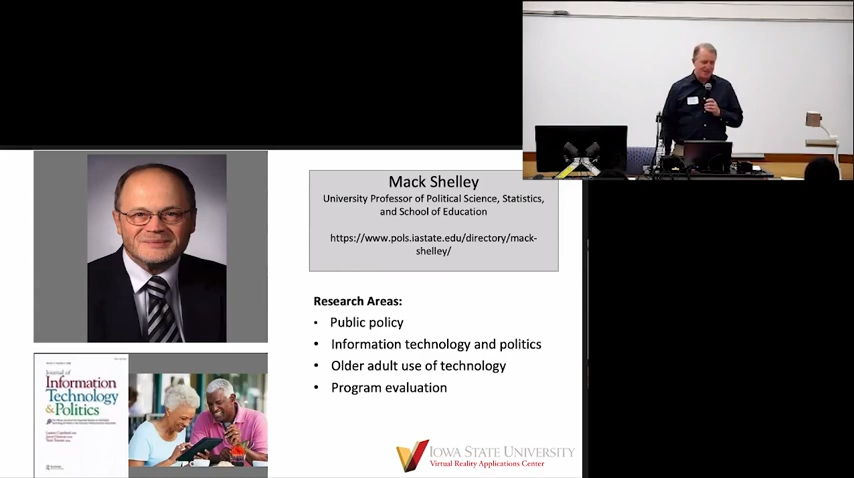 Mack Shelley
University Professor of Political Science, Statistics,
and School of Education
https://www.pols.iastate.edu/directory/mack-
shelley/
Research Areas:
• Public policy
• Information technology and politics
• Older adult use of technology
• Program evaluation
Journal of
Information
Technology
& Politics
IOWA STATE UNIVERSITY
Virtual Reality Applications Center